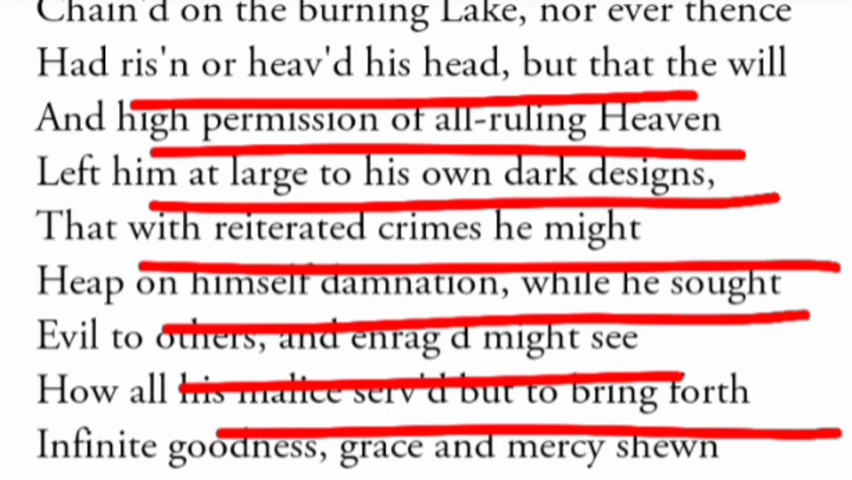 Chain'd on the burning Lake, nor ever thence
Had ris'n or heav'd his head, but that the will
And high permission of all-ruling Heaven
Left him at large to his own dark designs,
That with reiterated crimes he might
Heap on himself damnation, while he sought
Evil to others, and enrag'd might see
How all his malice serv'd but to bring forth
Infinite goodness, grace and mercy shewn